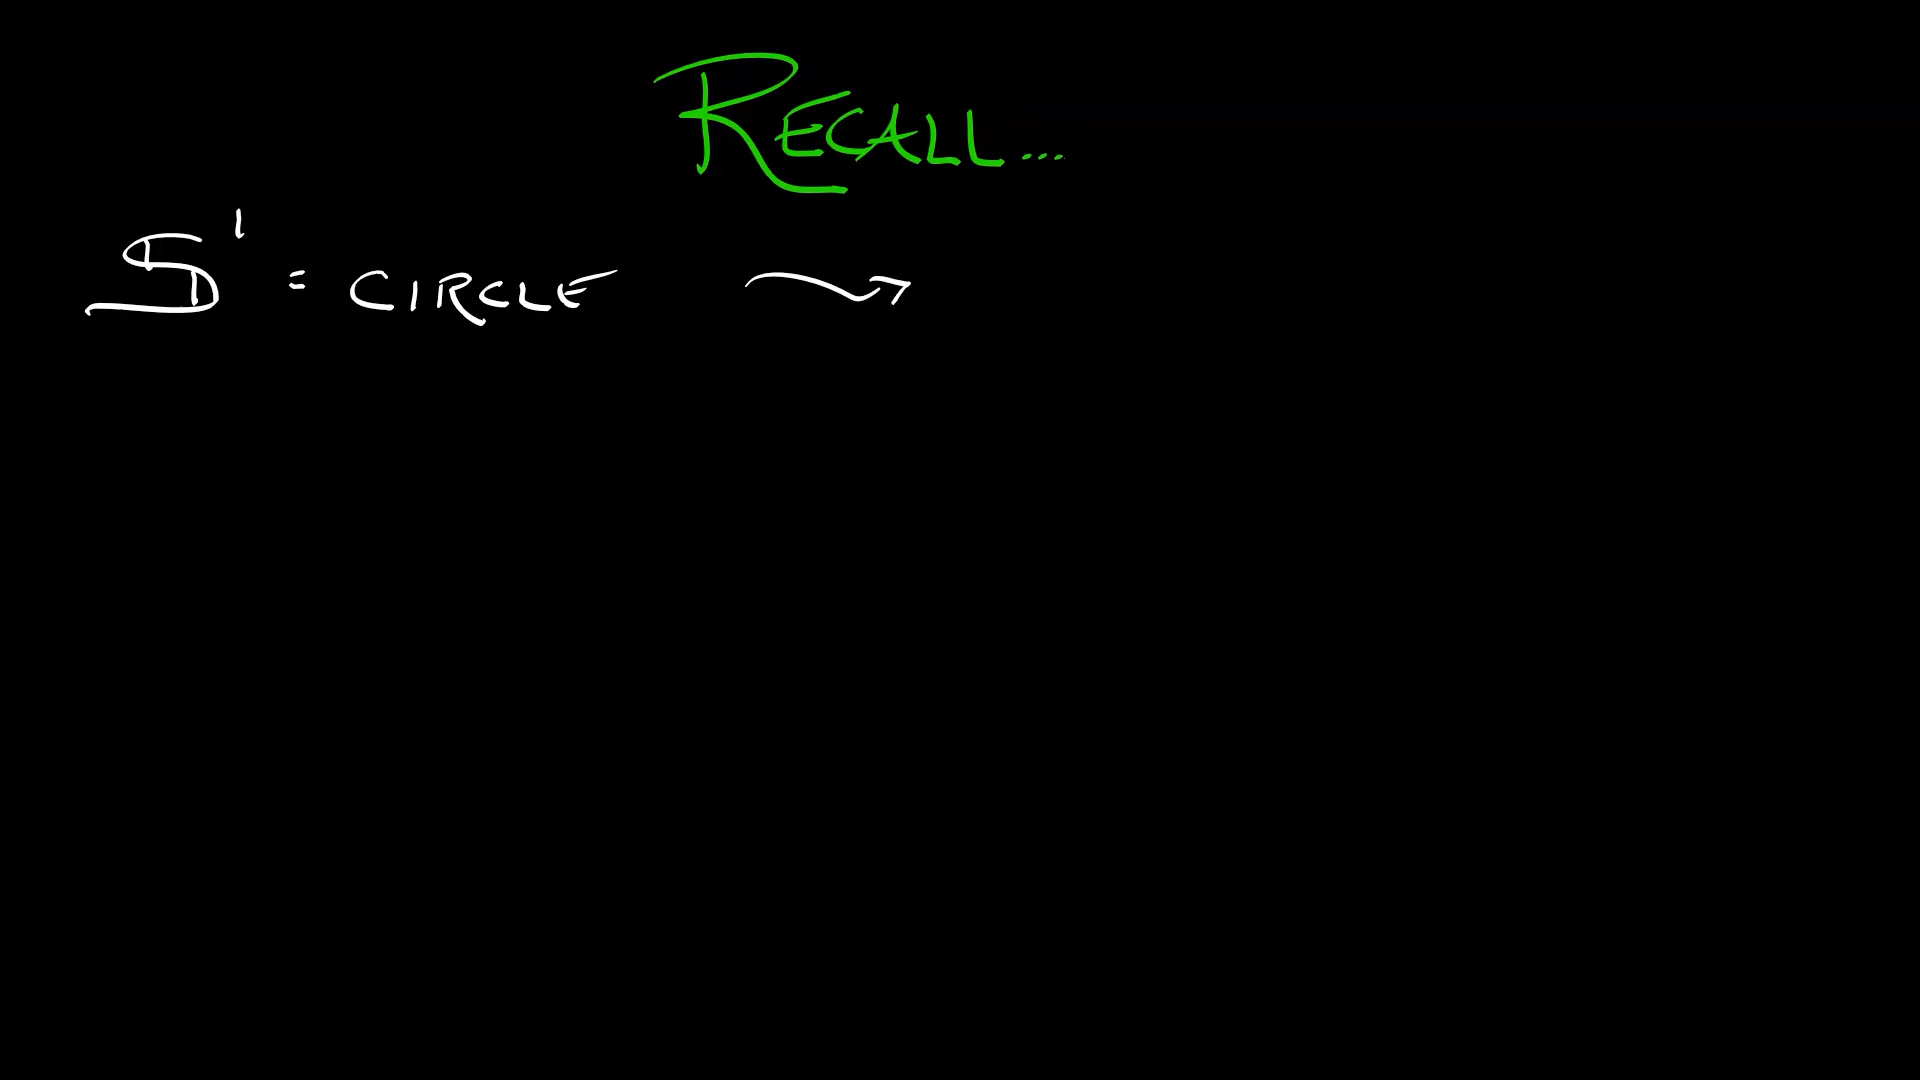 RECALL...
𝕊¹ = CIRCLE ⤳